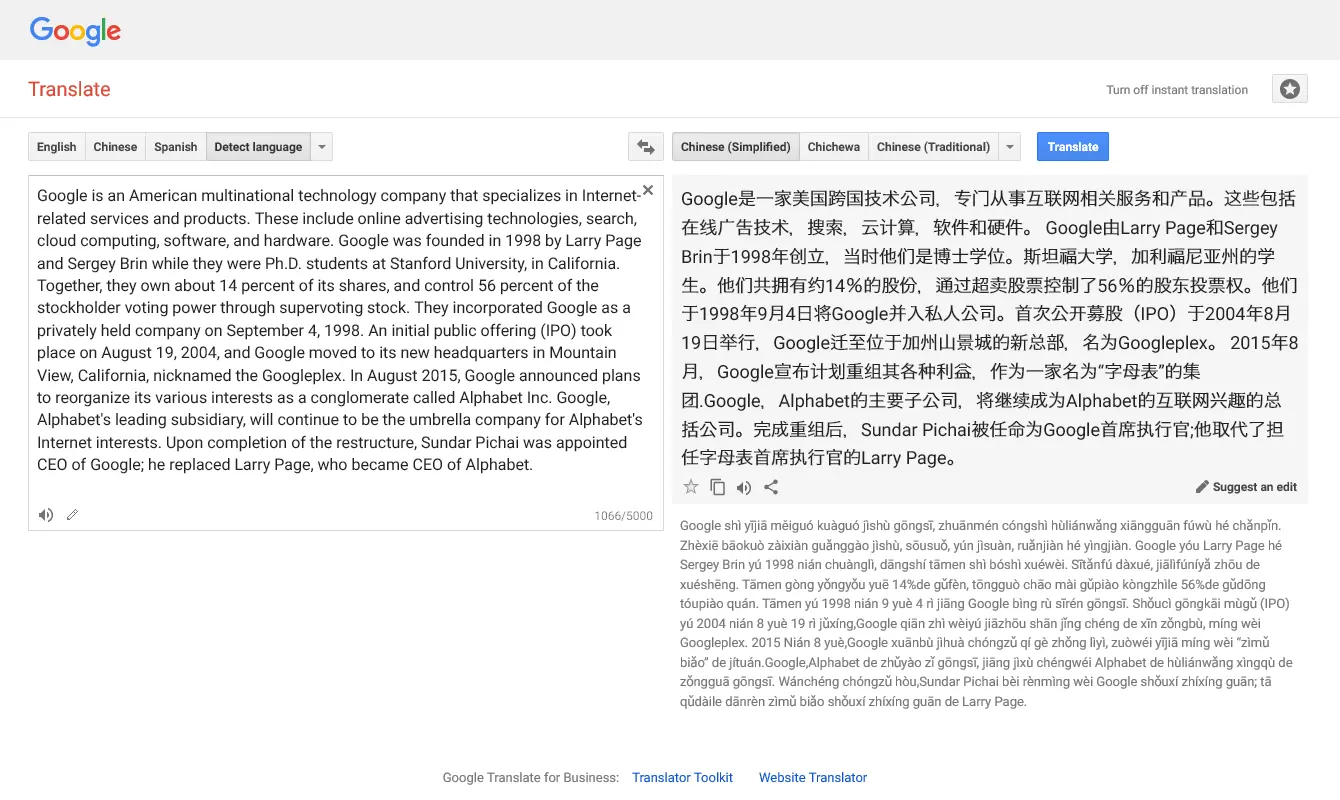 Google
Translate
Turn off instant translation
English
Chinese
Spanish
Detect language
Chinese (Simplified)
Chichewa
Chinese (Traditional)
Translate
Google is an American multinational technology company that specializes in Internet-
related services and products. These include online advertising technologies, search,
cloud computing, software, and hardware. Google was founded in 1998 by Larry Page
and Sergey Brin while they were Ph.D. students at Stanford University, in California.
Together, they own about 14 percent of its shares, and control 56 percent of the
stockholder voting power through supervoting stock. They incorporated Google as a
privately held company on September 4, 1998. An initial public offering (IPO) took
place on August 19, 2004, and Google moved to its new headquarters in Mountain
View, California, nicknamed the Googleplex. In August 2015, Google announced plans
to reorganize its various interests as a conglomerate called Alphabet Inc. Google,
Alphabet's leading subsidiary, will continue to be the umbrella company for Alphabet's
Internet interests. Upon completion of the restructure, Sundar Pichai was appointed
CEO of Google; he replaced Larry Page, who became CEO of Alphabet.
1066/5000
Google是一家美国跨国技术公司，专门从事互联网相关服务和产品。这些包括
在线广告技术，搜索，云计算，软件和硬件。 Google由Larry Page和Sergey
Brin于1998年创立，当时他们是博士学位。斯坦福大学，加利福尼亚州的学
生。他们共拥有约14％的股份，通过超卖股票控制了56％的股东投票权。他们
于1998年9月4日将Google并入私人公司。首次公开募股（IPO）于2004年8月
19日举行，Google迁至位于加州山景城的新总部，名为Googleplex。 2015年8
月，Google宣布计划重组其各种利益，作为一家名为“字母表”的集
团.Google，Alphabet的主要子公司，将继续成为Alphabet的互联网兴趣的总
括公司。完成重组后，Sundar Pichai被任命为Google首席执行官;他取代了担
任字母表首席执行官的Larry Page。
Suggest an edit
Google shì yījiā měiguó kuàguó jìshù gōngsī, zhuānmén cóngshì hùliánwǎng xiāngguān fúwù hé chǎnpǐn.
Zhèxiē bāokuò zàixiàn guǎnggào jìshù, sōusuǒ, yún jìsuàn, ruǎnjiàn hé yìngjiàn. Google yóu Larry Page hé
Sergey Brin yú 1998 nián chuànglì, dāngshí tāmen shì bóshì xuéwèi. Sītǎnfú dàxué, jiālìfúníyǎ zhōu de
xuéshēng. Tāmen gòng yǒngyǒu yuē 14%de gǔfèn, tōngguò chāo mài gǔpiào kòngzhìle 56%de gǔdōng
tóupiào quán. Tāmen yú 1998 nián 9 yuè 4 rì jiāng Google bìng rù sīrén gōngsī. Shǒucì gōngkāi mùgǔ (IPO)
yú 2004 nián 8 yuè 19 rì jǔxíng,Google qiān zhì wèiyú jiāzhōu shān jǐng chéng de xīn zǒngbù, míng wèi
Googleplex. 2015 Nián 8 yuè,Google xuānbù jìhuà chóngzǔ qí gè zhǒng lìyì, zuòwéi yījiā míng wèi “zìmǔ
biǎo” de jítuán.Google,Alphabet de zhǔyào zǐ gōngsī, jiāng jìxù chéngwéi Alphabet de hùliánwǎng xìngqù de
zǒngguā gōngsī. Wánchéng chóngzǔ hòu,Sundar Pichai bèi rènmìng wèi Google shǒuxí zhíxíng guān; tā
qǔdàile dānrèn zìmǔ biǎo shǒuxí zhíxíng guān de Larry Page.
Google Translate for Business:
Translator Toolkit
Website Translator